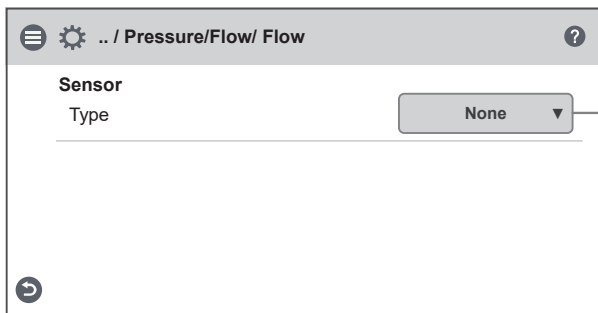 .. / Pressure/Flow/ Flow ?
Sensor
Type None ▼